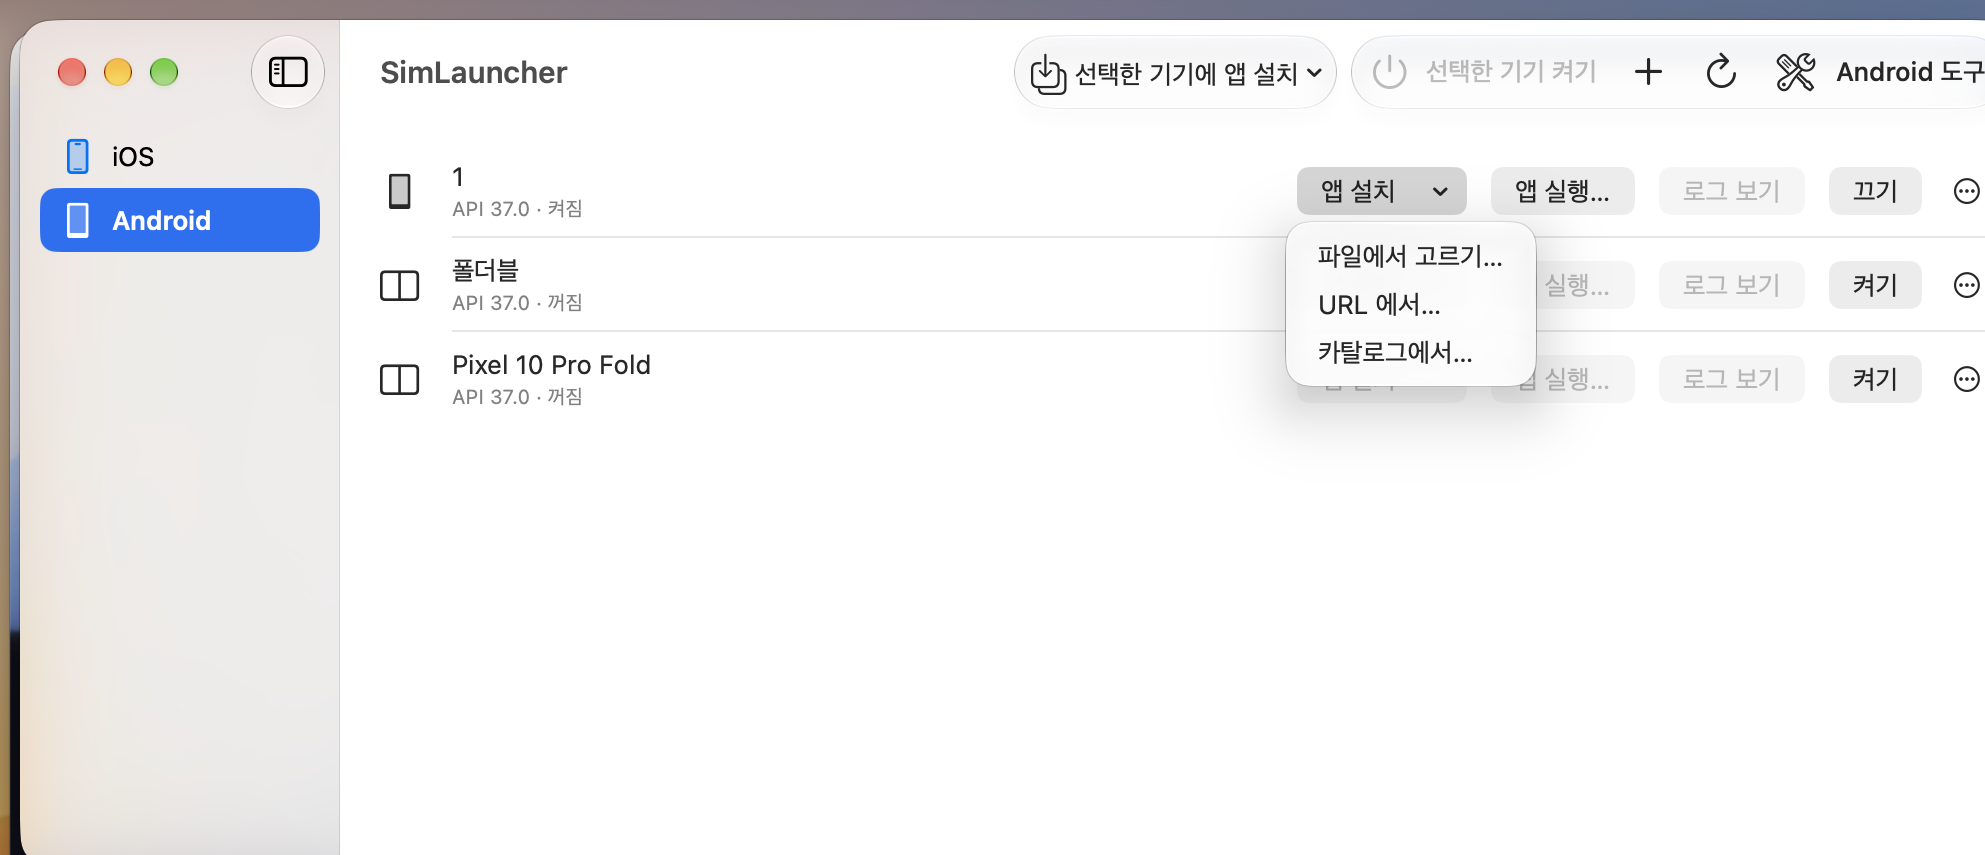 SimLauncher
선택한 기기에 앱 설치
선택한 기기 켜기
Android 도구
iOS
Android
1
API 37.0 · 켜짐
앱 설치
앱 실행...
로그 보기
끄기
파일에서 고르기...
URL 에서...
카탈로그에서...
폴더블
API 37.0 · 꺼짐
실행...
로그 보기
켜기
Pixel 10 Pro Fold
API 37.0 · 꺼짐
실행...
로그 보기
켜기